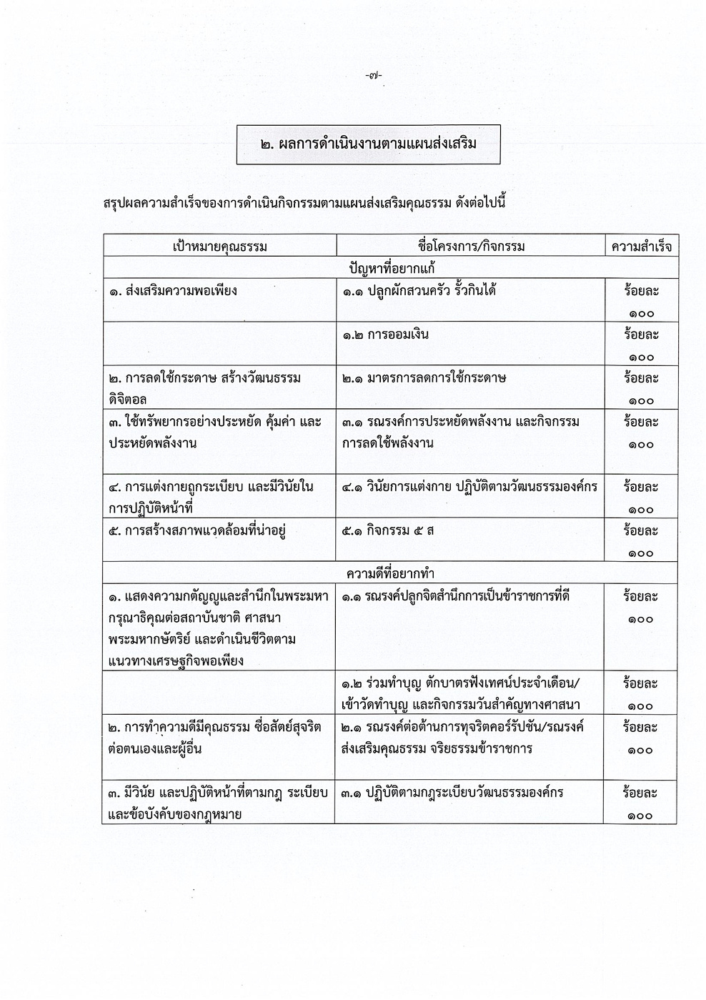 -๗-
๒. ผลการดำเนินงานตามแผนส่งเสริม
สรุปผลความสำเร็จของการดำเนินกิจกรรมตามแผนส่งเสริมคุณธรรม ดังต่อไปนี้
เป้าหมายคุณธรรม ชื่อโครงการ/กิจกรรม ความสำเร็จ
ปัญหาที่อยากแก้
๑. ส่งเสริมความพอเพียง ๑.๑ ปลูกผักสวนครัว รั้วกินได้ ร้อยละ
๑๐๐
๑.๒ การออมเงิน ร้อยละ
๑๐๐
๒. การลดใช้กระดาษ สร้างวัฒนธรรม ๒.๑ มาตรการลดการใช้กระดาษ ร้อยละ
ดิจิตอล ๑๐๐
๓. ใช้ทรัพยากรอย่างประหยัด คุ้มค่า และ ๓.๑ รณรงค์การประหยัดพลังงาน และกิจกรรม ร้อยละ
ประหยัดพลังงาน การลดใช้พลังงาน ๑๐๐
๔. การแต่งกายถูกระเบียบ และมีวินัยใน ๔.๑ วินัยการแต่งกาย ปฏิบัติตามวัฒนธรรมองค์กร ร้อยละ
การปฏิบัติหน้าที่ ๑๐๐
๕. การสร้างสภาพแวดล้อมที่น่าอยู่ ๕.๑ กิจกรรม ๕ ส ร้อยละ
๑๐๐
ความดีที่อยากทำ
๑. แสดงความกตัญญูและสำนึกในพระมหา ๑.๑ รณรงค์ปลูกจิตสำนึกการเป็นข้าราชการที่ดี ร้อยละ
กรุณาธิคุณต่อสถาบันชาติ ศาสนา ๑๐๐
พระมหากษัตริย์ และดำเนินชีวิตตาม
แนวทางเศรษฐกิจพอเพียง
๑.๒ ร่วมทำบุญ ตักบาตรฟังเทศน์ประจำเดือน/ ร้อยละ
เข้าวัดทำบุญ และกิจกรรมวันสำคัญทางศาสนา ๑๐๐
๒. การทำความดีมีคุณธรรม ซื่อสัตย์สุจริต ๒.๑ รณรงค์ต่อต้านการทุจริตคอร์รัปชัน/รณรงค์ ร้อยละ
ต่อตนเองและผู้อื่น ส่งเสริมคุณธรรม จริยธรรมข้าราชการ ๑๐๐
๓. มีวินัย และปฏิบัติหน้าที่ตามกฎ ระเบียบ ๓.๑ ปฏิบัติตามกฎระเบียบวัฒนธรรมองค์กร ร้อยละ
และข้อบังคับของกฎหมาย ๑๐๐